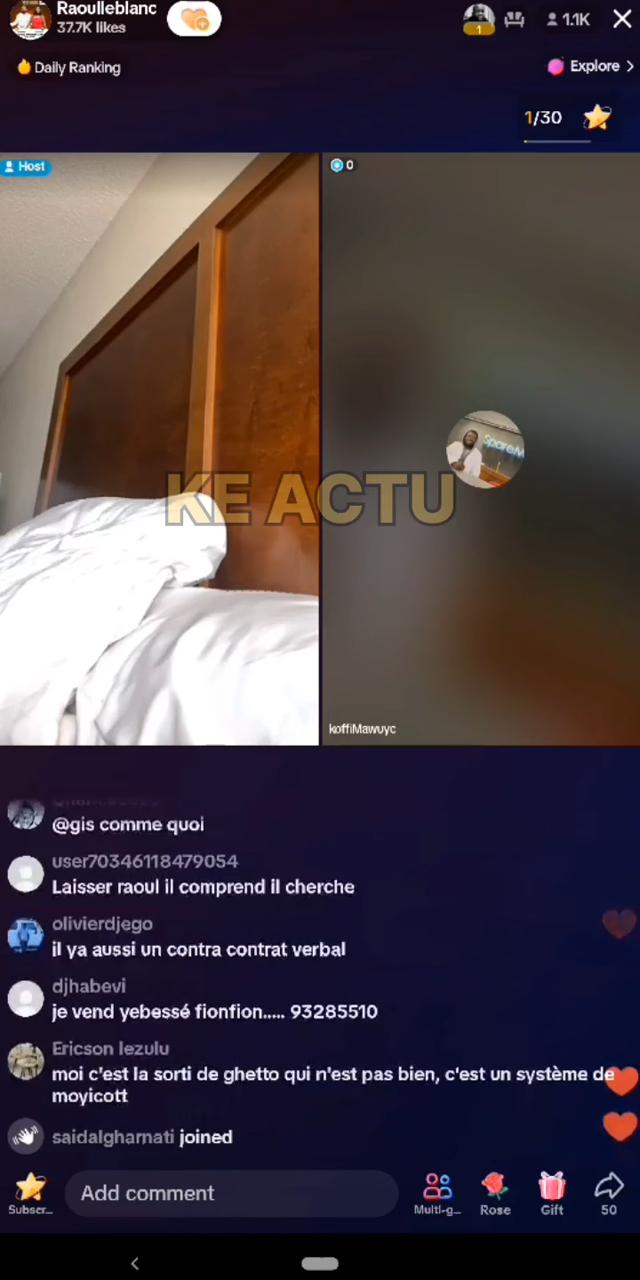 Raoulleblanc
37.7K likes
1
1.1K
Daily Ranking
Explore >
1/30
Host
0
KE ACTU
koffiMawuyc
@gis comme quoi
user70346118479054
Laisser raoul il comprend il cherche
olivierdjego
il ya aussi un contra contrat verbal
djhabevi
je vend yebessé fionfion..... 93285510
Ericson lezulu
moi c'est la sorti de ghetto qui n'est pas bien, c'est un système de
moyicott
saidalgharnati joined
Add comment
Subscr...
Multi-g...
Rose
Gift
50